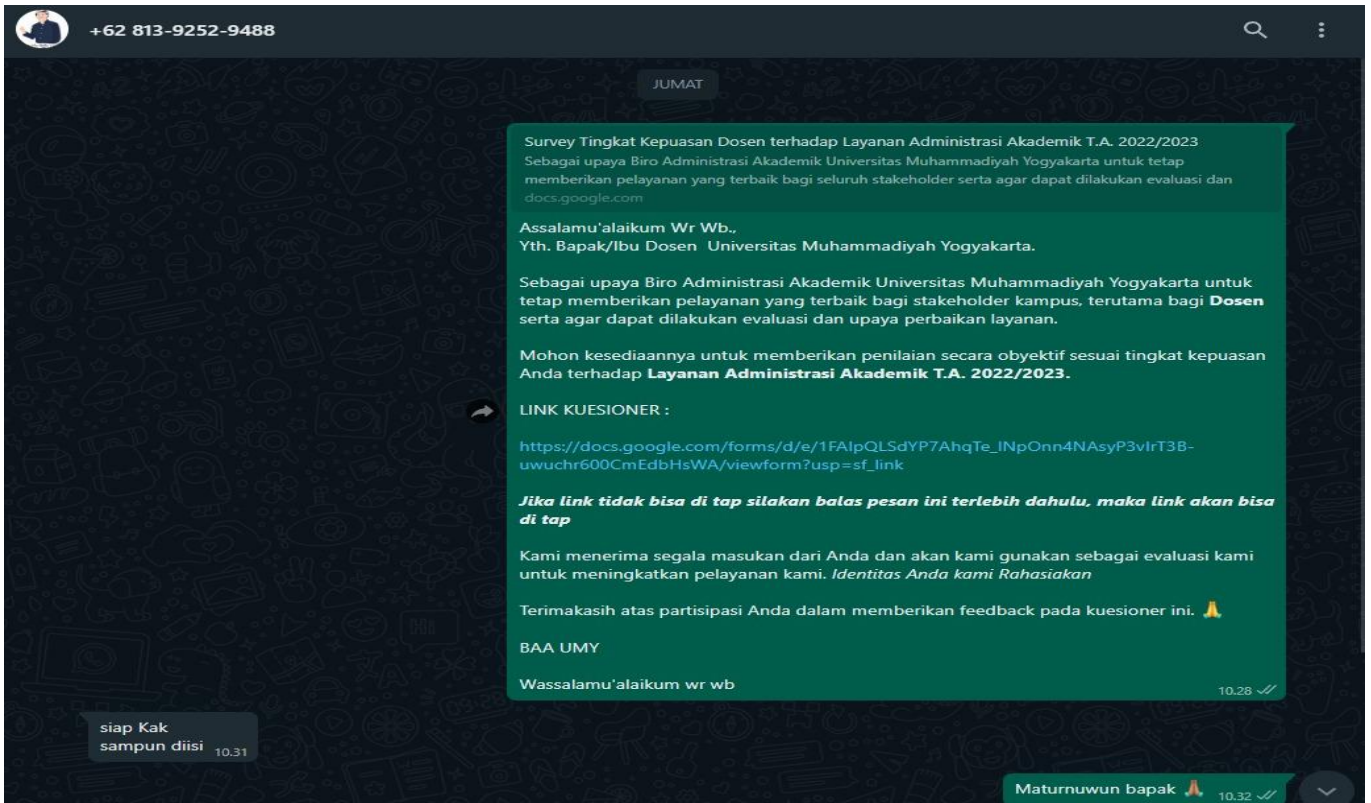 +62 813-9252-9488
JUMAT
Survey Tingkat Kepuasan Dosen terhadap Layanan Administrasi Akademik T.A. 2022/2023
Sebagai upaya Biro Administrasi Akademik Universitas Muhammadiyah Yogyakarta untuk tetap
memberikan pelayanan yang terbaik bagi seluruh stakeholder serta agar dapat dilakukan evaluasi dan
docs.google.com
Assalamu'alaikum Wr Wb.,
Yth. Bapak/Ibu Dosen Universitas Muhammadiyah Yogyakarta.
Sebagai upaya Biro Administrasi Akademik Universitas Muhammadiyah Yogyakarta untuk
tetap memberikan pelayanan yang terbaik bagi stakeholder kampus, terutama bagi Dosen
serta agar dapat dilakukan evaluasi dan upaya perbaikan layanan.
Mohon kesediaannya untuk memberikan penilaian secara obyektif sesuai tingkat kepuasan
Anda terhadap Layanan Administrasi Akademik T.A. 2022/2023.
LINK KUESIONER :
https://docs.google.com/forms/d/e/1FAIpQLSdYP7AhqTe_INpOnn4NAsyP3vIrT3B-
uwuchr600CmEdbHsWA/viewform?usp=sf_link
Jika link tidak bisa di tap silakan balas pesan ini terlebih dahulu, maka link akan bisa
di tap
Kami menerima segala masukan dari Anda dan akan kami gunakan sebagai evaluasi kami
untuk meningkatkan pelayanan kami. Identitas Anda kami Rahasiakan
Terimakasih atas partisipasi Anda dalam memberikan feedback pada kuesioner ini. 🙏
BAA UMY
Wassalamu'alaikum wr wb
10.28
siap Kak
sampun diisi 10.31
Maturnuwun bapak 🙏 10.32